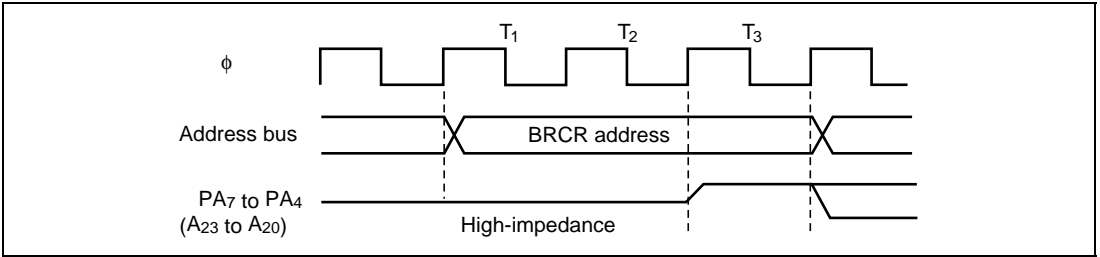 T1 T2 T3
ϕ
Address bus BRCR address
PA7 to PA4
(A23 to A20) High-impedance